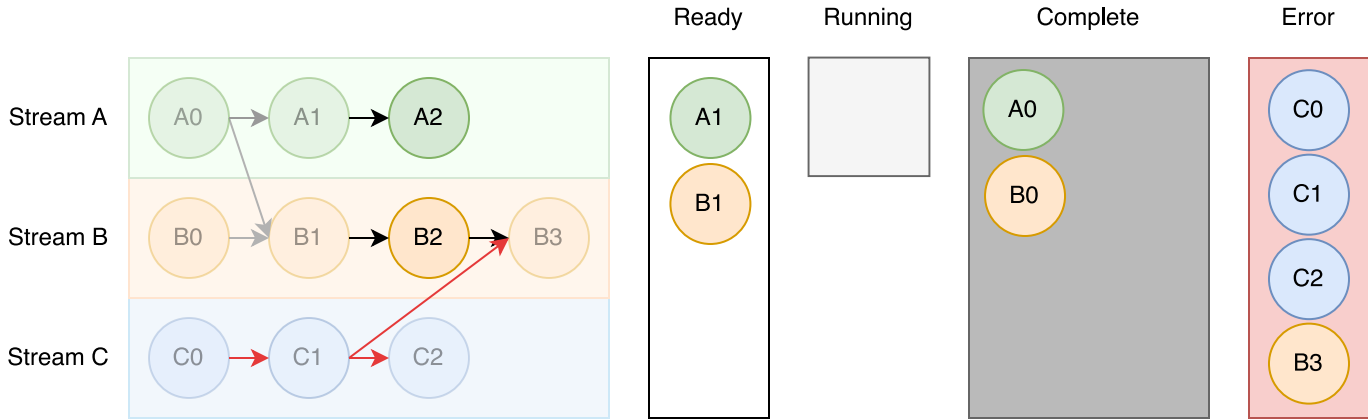 Ready Running Complete Error
Stream A A0 A1 A2
Stream B B0 B1 B2 B3
Stream C C0 C1 C2
A1
B1
A0
B0
C0
C1
C2
B3